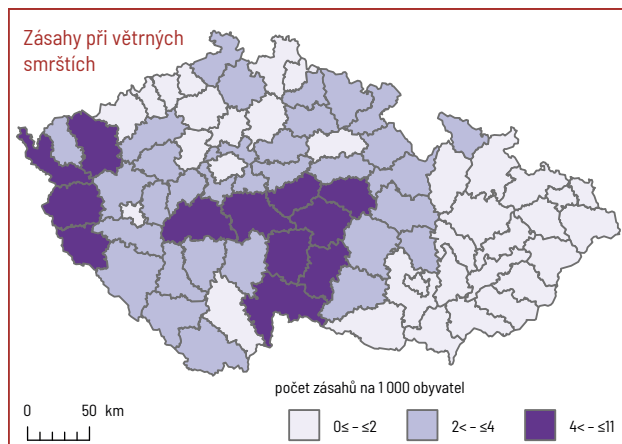 Zásahy při větrných
smrštích
počet zásahů na 1 000 obyvatel
0 50 km
0≤ – ≤2 2< – ≤4 4< – ≤11